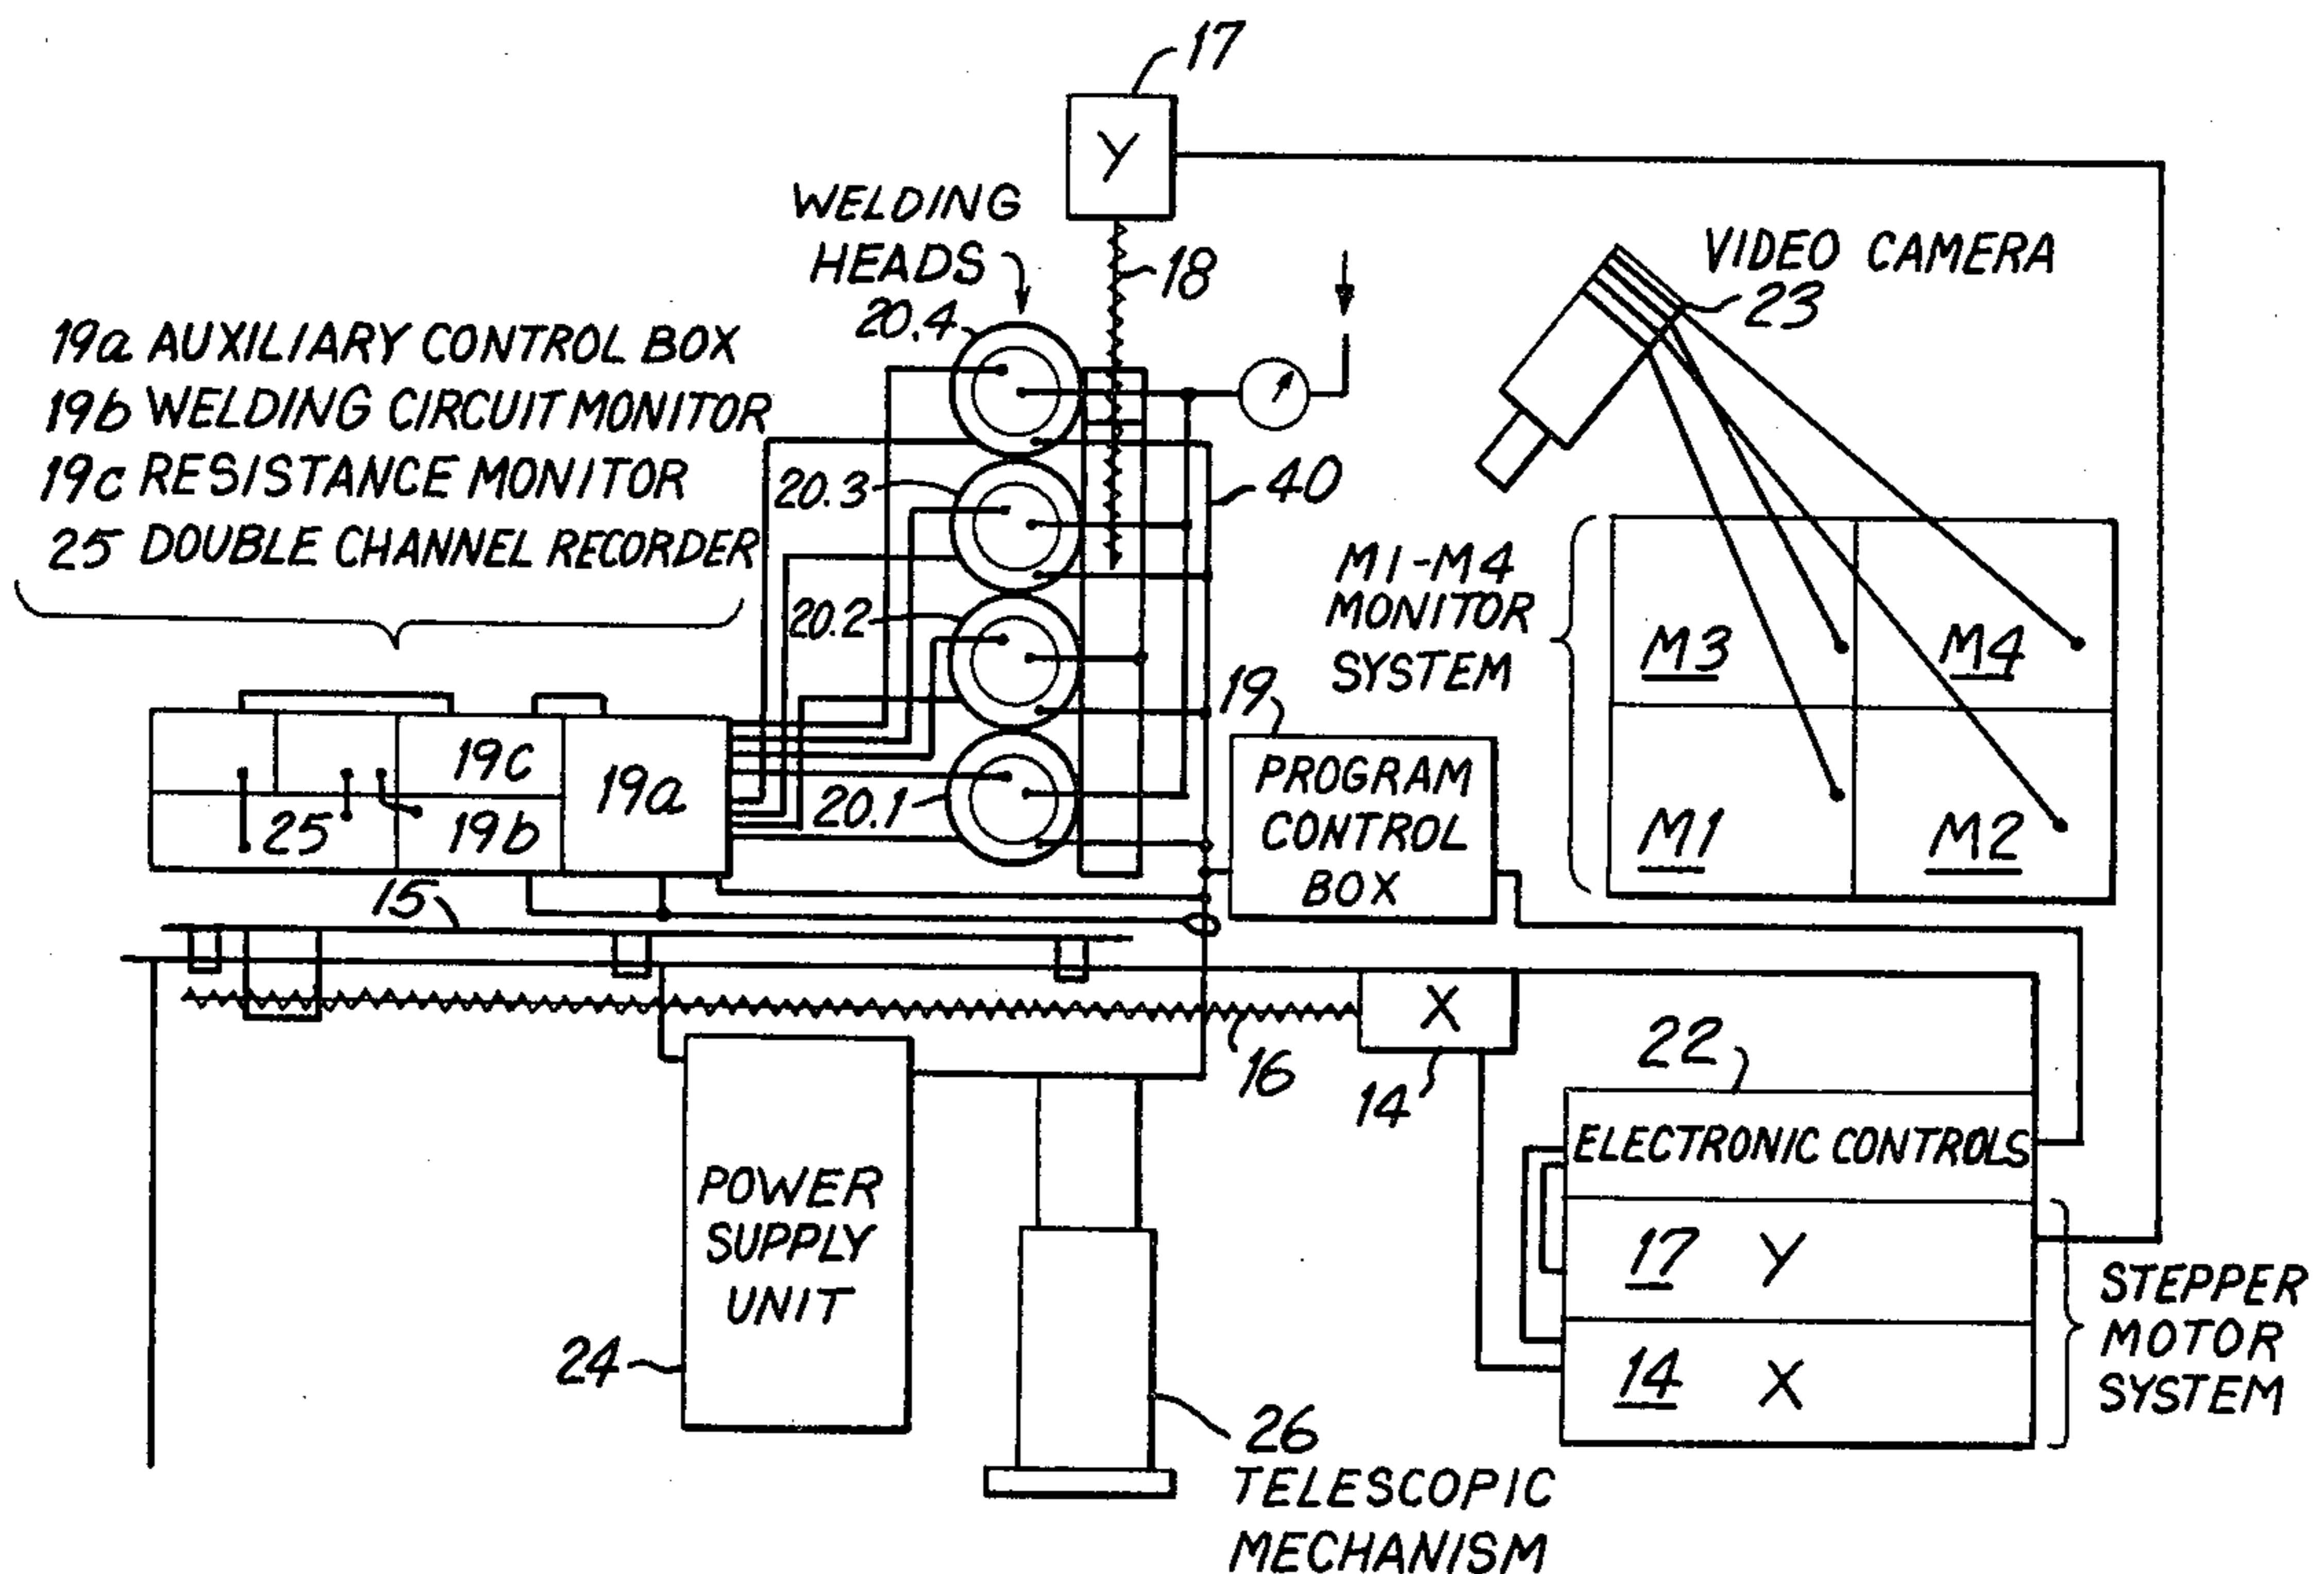 17
Y
WELDING
HEADS
18
20.4
VIDEO CAMERA
23
19a AUXILIARY CONTROL BOX
19b WELDING CIRCUIT MONITOR
19c RESISTANCE MONITOR
25 DOUBLE CHANNEL RECORDER
20.3
40
20.2
M1-M4
MONITOR
SYSTEM
M3
M4
M1
M2
19
PROGRAM
CONTROL
BOX
19c
19a
25
19b
20.1
15
X
16
14
22
ELECTRONIC CONTROLS
17 Y
14 X
STEPPER
MOTOR
SYSTEM
POWER
SUPPLY
UNIT
24
26
TELESCOPIC
MECHANISM